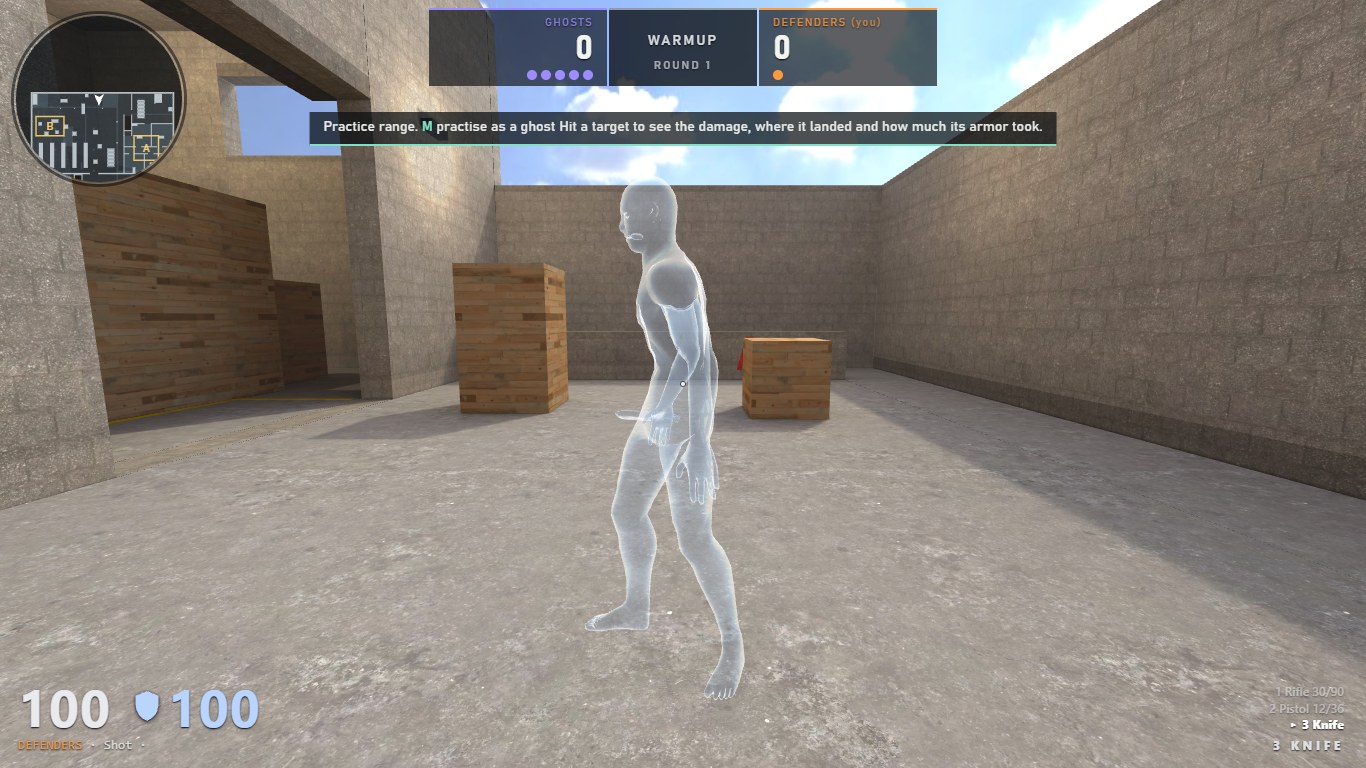 GHOSTS
0
WARMUP
ROUND 1
DEFENDERS (you)
0
B
A
Practice range. M practise as a ghost Hit a target to see the damage, where it landed and how much its armor took.
100 100
DEFENDERS · Shot ·
1 Rifle 30/90
2 Pistol 12/36
▸ 3 Knife
3 KNIFE